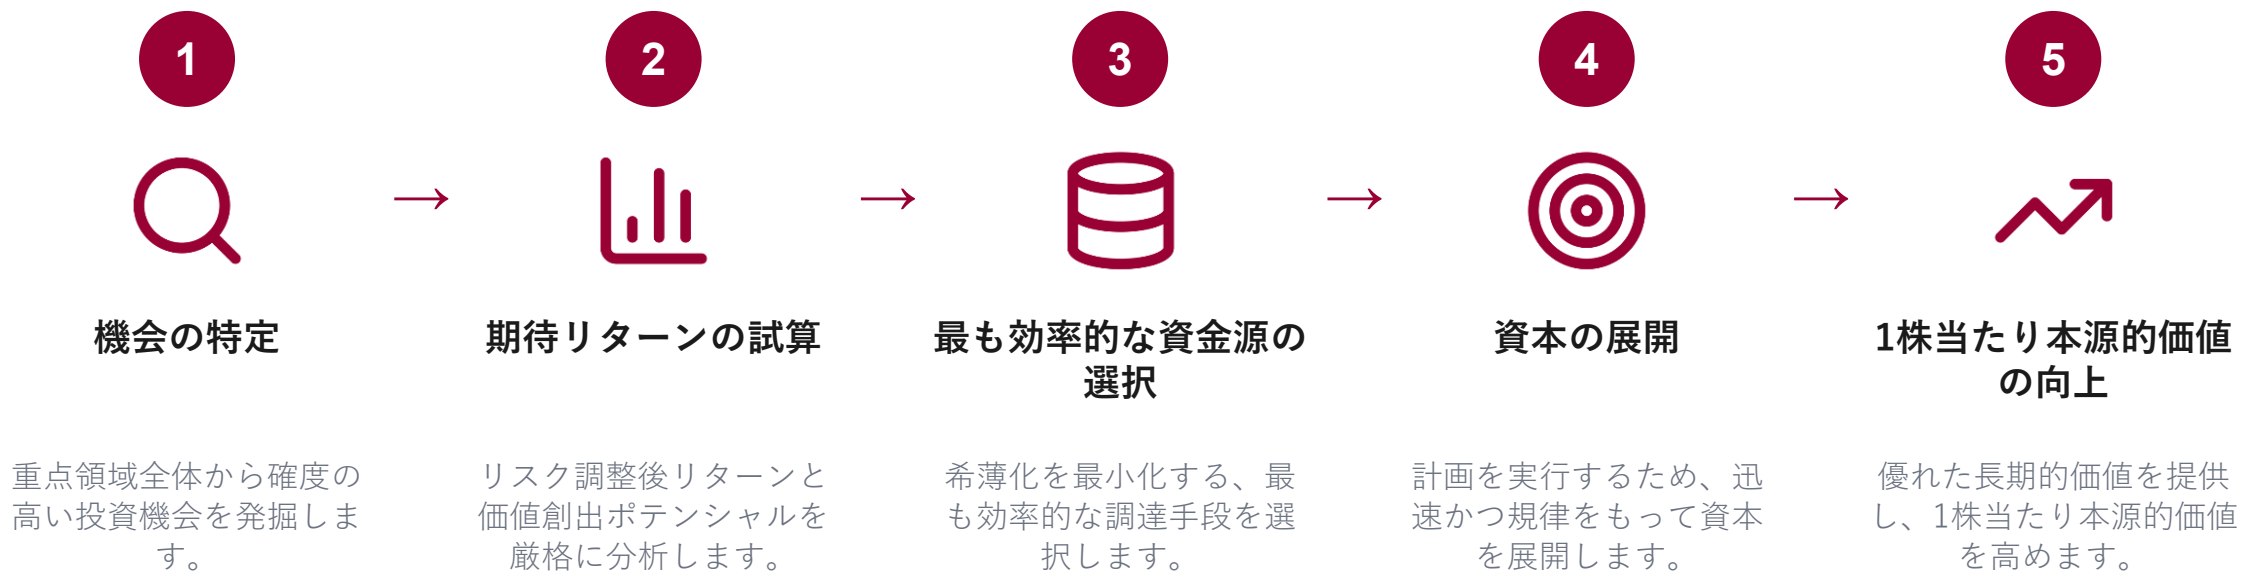 1
機会の特定
重点領域全体から確度の
高い投資機会を発掘しま
す。
→
2
期待リターンの試算
リスク調整後リターンと
価値創出ポテンシャルを
厳格に分析します。
→
3
最も効率的な資金源の
選択
希薄化を最小化する、最
も効率的な調達手段を選
択します。
→
4
資本の展開
計画を実行するため、迅
速かつ規律をもって資本
を展開します。
→
5
1株当たり本源的価値
の向上
優れた長期的価値を提供
し、1株当たり本源的価値
を高めます。